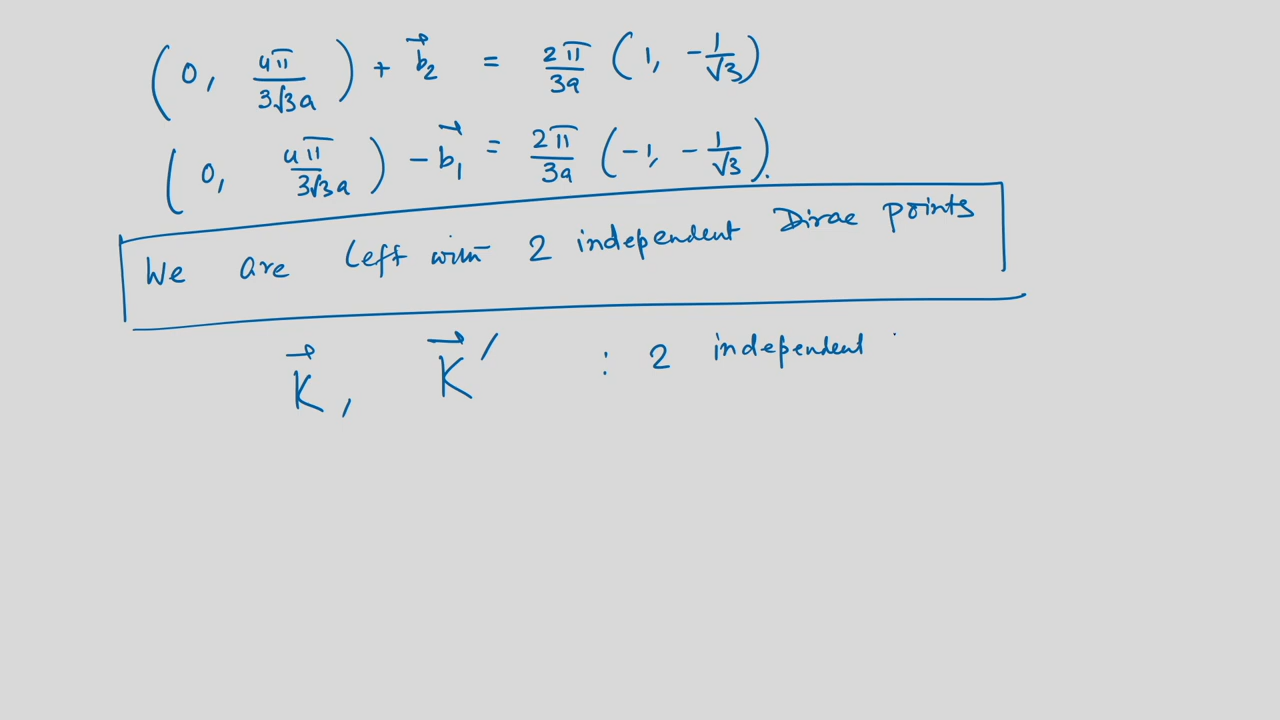 (0, 4π/3√3a) + b⃗₂ = 2π/3a (1, -1/√3)
(0, 4π/3√3a) - b⃗₁ = 2π/3a (-1, -1/√3).
We are left with 2 independent Dirac points
K⃗, K⃗′ : 2 independent